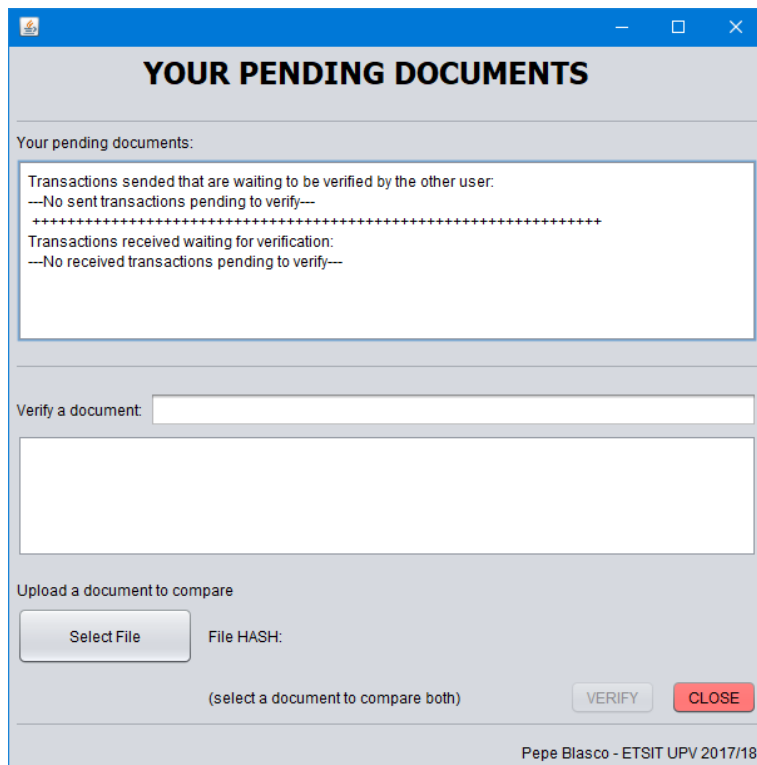 YOUR PENDING DOCUMENTS
Your pending documents:
Transactions sended that are waiting to be verified by the other user:
---No sent transactions pending to verify---
+++++++++++++++++++++++++++++++++++++++++++++++++++++++++++++++++
Transactions received waiting for verification:
---No received transactions pending to verify---
Verify a document:
Upload a document to compare
Select File File HASH:
(select a document to compare both) VERIFY CLOSE
Pepe Blasco - ETSIT UPV 2017/18